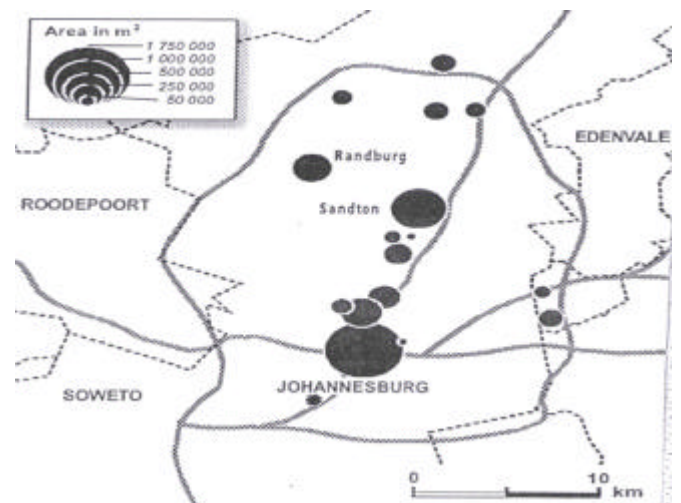 Area in m²
1 750 000
1 000 000
500 000
250 000
50 000
EDENVALE
Randburg
ROODEPOORT
Sandton
JOHANNESBURG
SOWETO
0 10
km